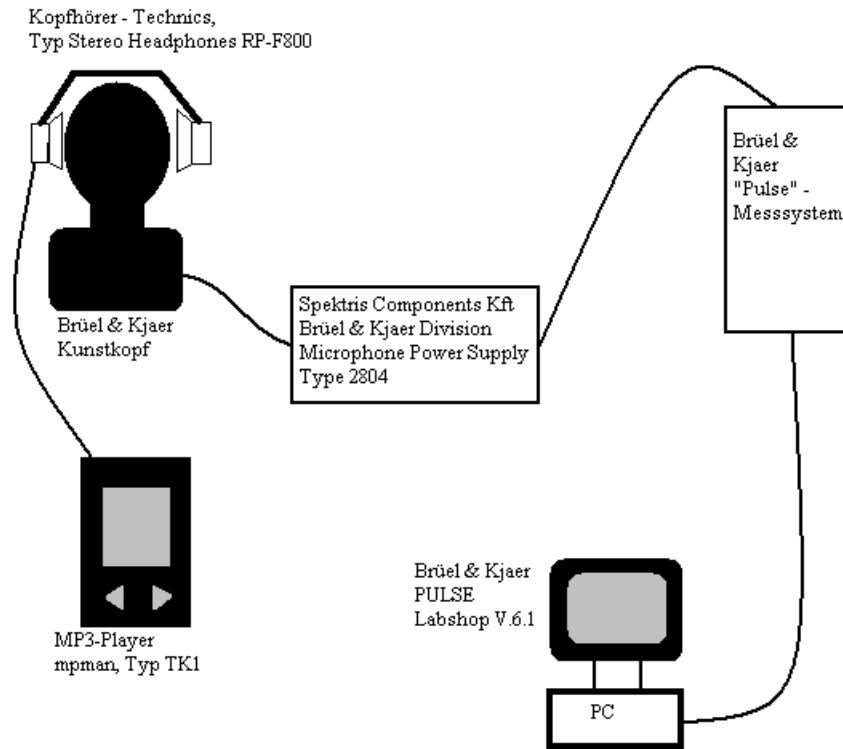 Kopfhörer - Technics,
Typ Stereo Headphones RP-F800
Brüel &
Kjaer
"Pulse" -
Messsystem
Spektris Components Kft
Brüel & Kjaer Division
Microphone Power Supply
Type 2804
Brüel & Kjaer
Kunstkopf
Brüel & Kjaer
PULSE
Labshop V.6.1
MP3-Player
mpman, Typ TK1
PC